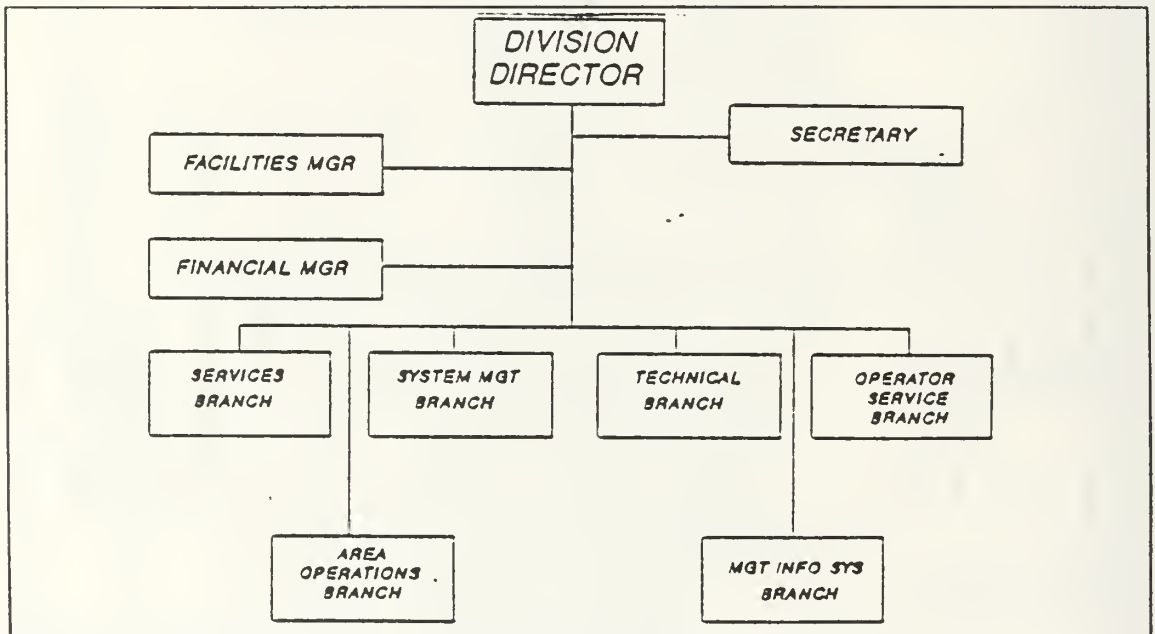 DIVISION
DIRECTOR
SECRETARY
FACILITIES MGR
FINANCIAL MGR
SERVICES
BRANCH
SYSTEM MGT
BRANCH
TECHNICAL
BRANCH
OPERATOR
SERVICE
BRANCH
AREA
OPERATIONS
BRANCH
MGT INFO SYS
BRANCH